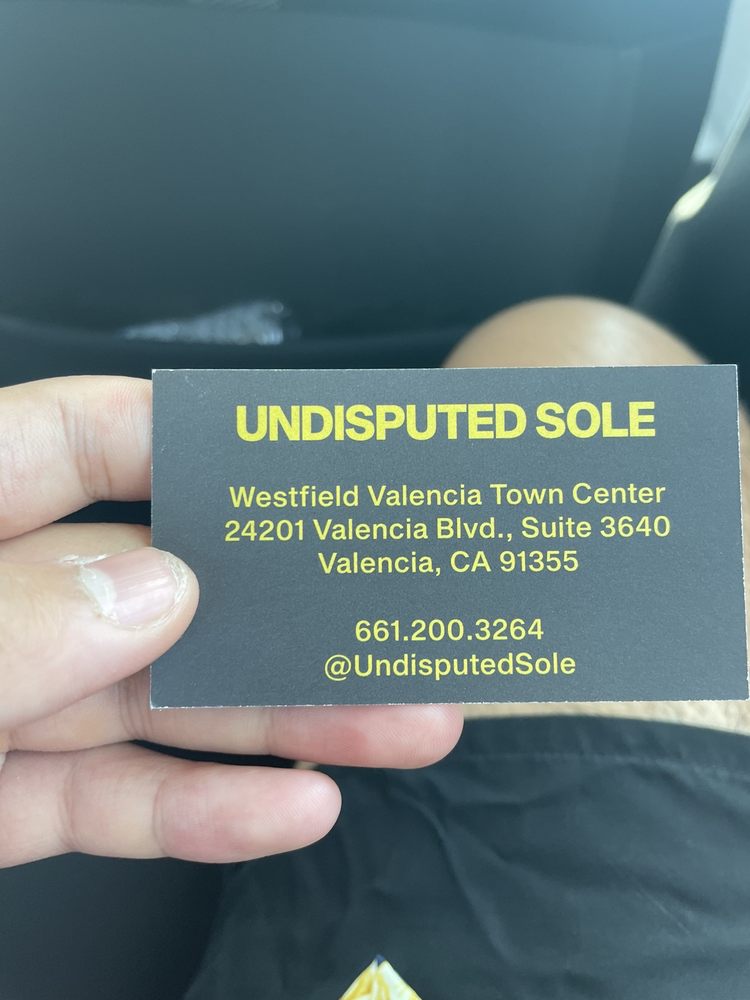 UNDISPUTED SOLE
Westfield Valencia Town Center
24201 Valencia Blvd., Suite 3640
Valencia, CA 91355
661.200.3264
@UndisputedSole